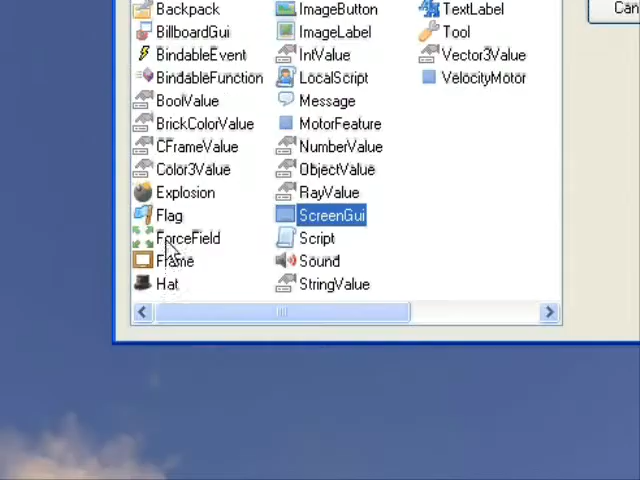 Backpack
BillboardGui
BindableEvent
BindableFunction
BoolValue
BrickColorValue
CFrameValue
Color3Value
Explosion
Flag
ForceField
Frame
Hat
ImageButton
ImageLabel
IntValue
LocalScript
Message
MotorFeature
NumberValue
ObjectValue
RayValue
ScreenGui
Script
Sound
StringValue
TextLabel
Tool
Vector3Value
VelocityMotor
Can